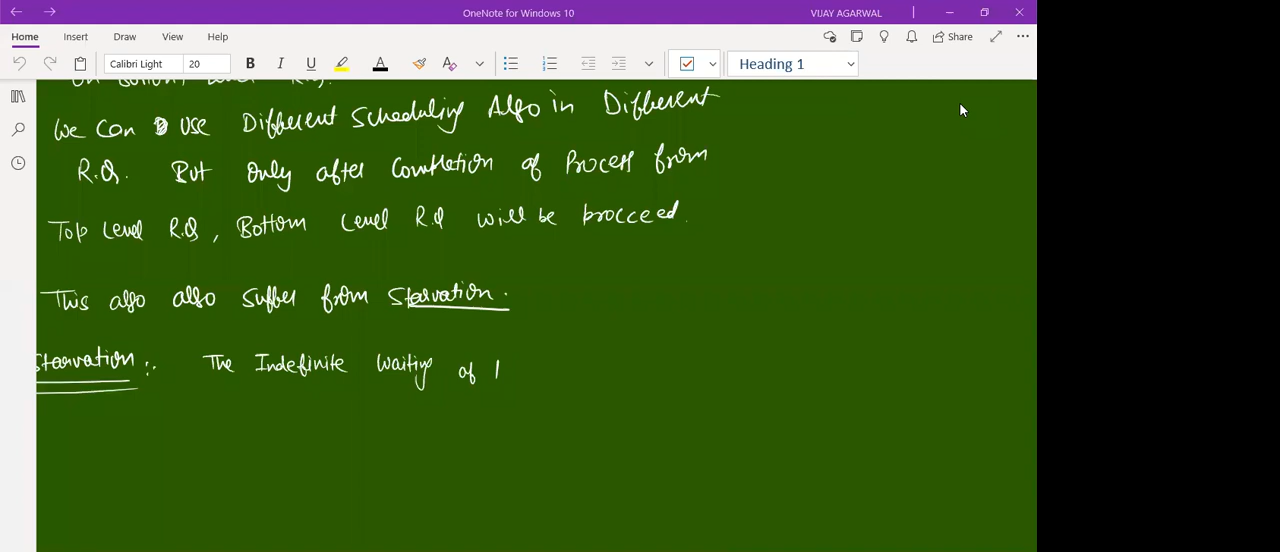 OneNote for Windows 10
VIJAY AGARWAL
Home Insert Draw View Help
Share
Calibri Light 20 B I U A Heading 1
We Can Use Different Scheduling Algo in Different
R.Q. But Only after Completion of Process from
Top Level R.Q, Bottom Level R.Q will be procceed.
This algo also suffer from Starvation.
Starvation:. The Indefinite Waiting of